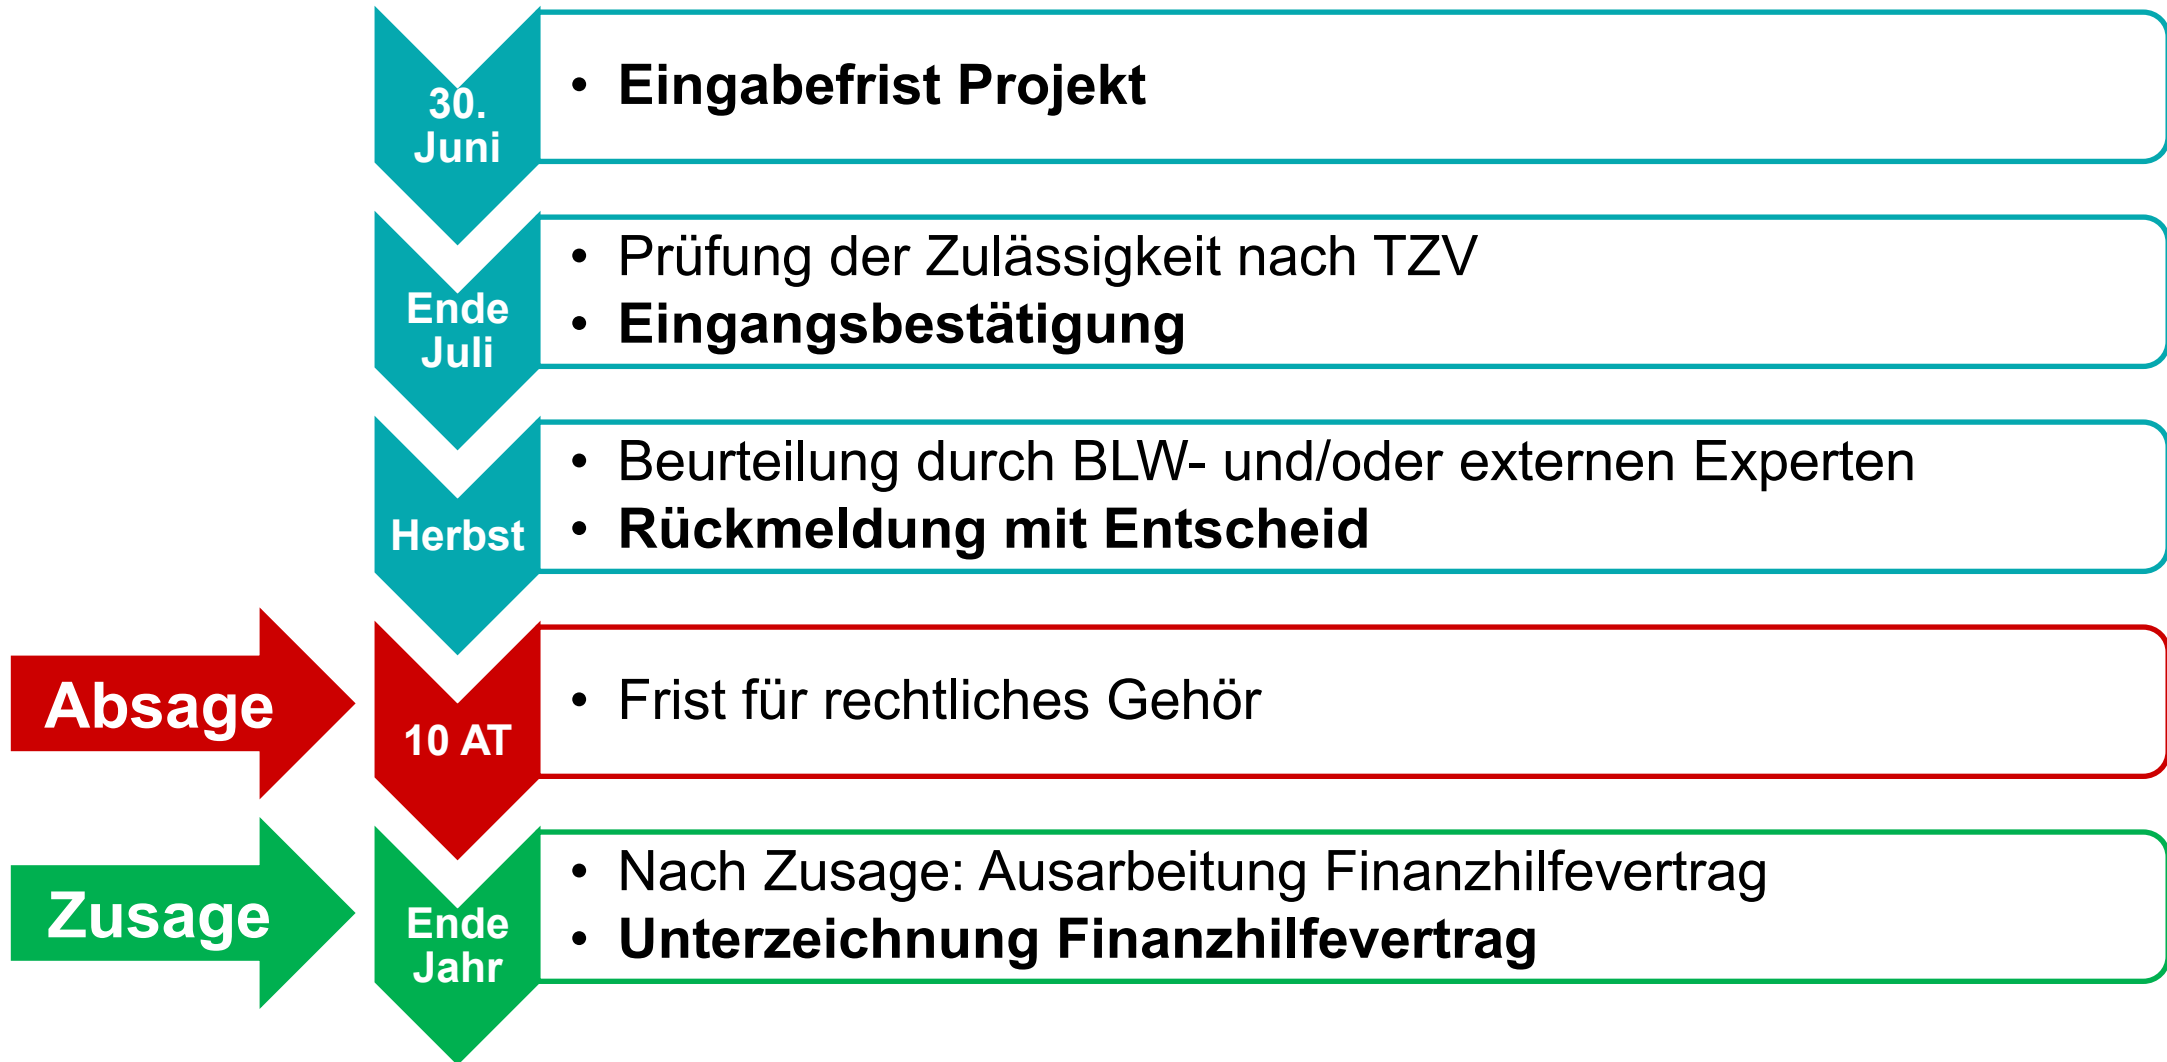 30.
Juni
• Eingabefrist Projekt
Ende
Juli
• Prüfung der Zulässigkeit nach TZV
• Eingangsbestätigung
Herbst
• Beurteilung durch BLW- und/oder externen Experten
• Rückmeldung mit Entscheid
Absage
10 AT
• Frist für rechtliches Gehör
Zusage
Ende
Jahr
• Nach Zusage: Ausarbeitung Finanzhilfevertrag
• Unterzeichnung Finanzhilfevertrag